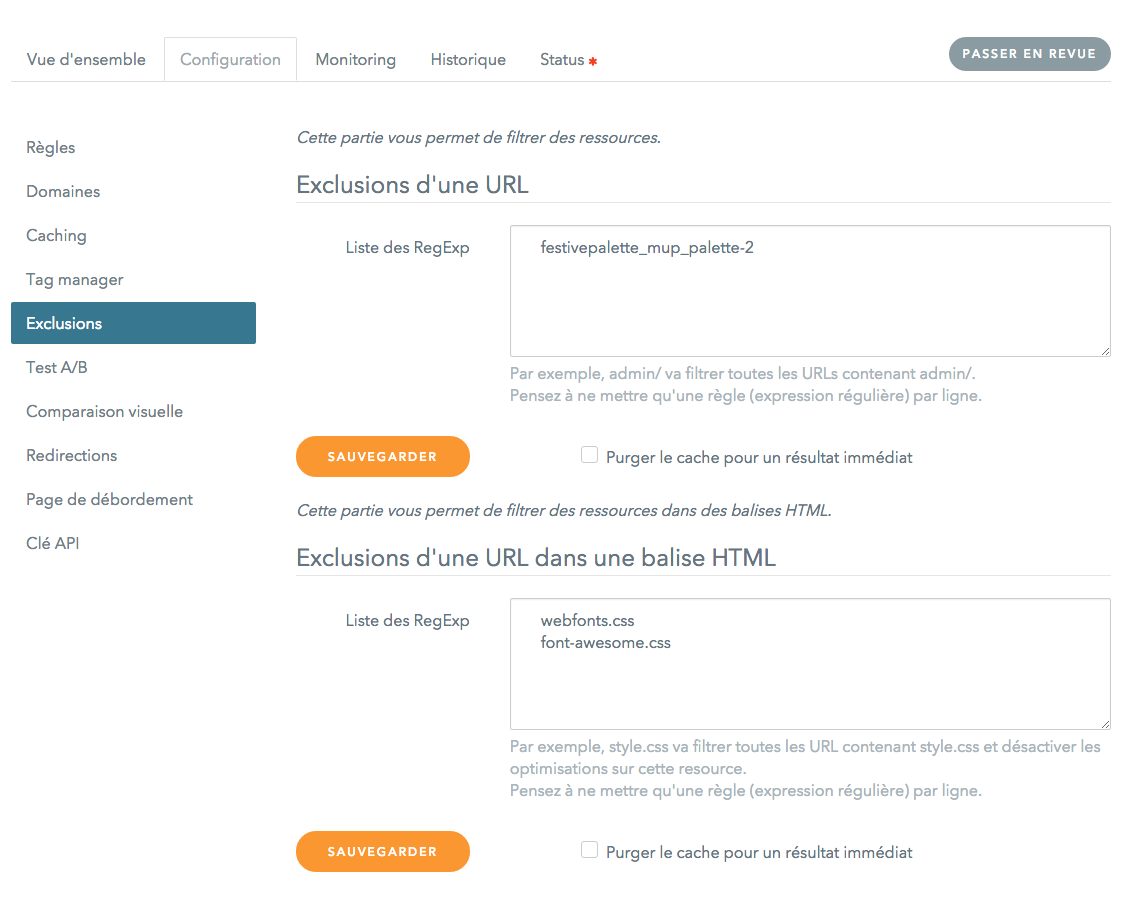 Vue d'ensemble
Configuration
Monitoring
Historique
Status *
PASSER EN REVUE
Règles
Domaines
Caching
Tag manager
Exclusions
Test A/B
Comparaison visuelle
Redirections
Page de débordement
Clé API
Cette partie vous permet de filtrer des ressources.
Exclusions d'une URL
Liste des RegExp
festivepalette_mup_palette-2
Par exemple, admin/ va filtrer toutes les URLs contenant admin/.
Pensez à ne mettre qu'une règle (expression régulière) par ligne.
SAUVEGARDER
Purger le cache pour un résultat immédiat
Cette partie vous permet de filtrer des ressources dans des balises HTML.
Exclusions d'une URL dans une balise HTML
Liste des RegExp
webfonts.css
font-awesome.css
Par exemple, style.css va filtrer toutes les URL contenant style.css et désactiver les
optimisations sur cette resource.
Pensez à ne mettre qu'une règle (expression régulière) par ligne.
SAUVEGARDER
Purger le cache pour un résultat immédiat